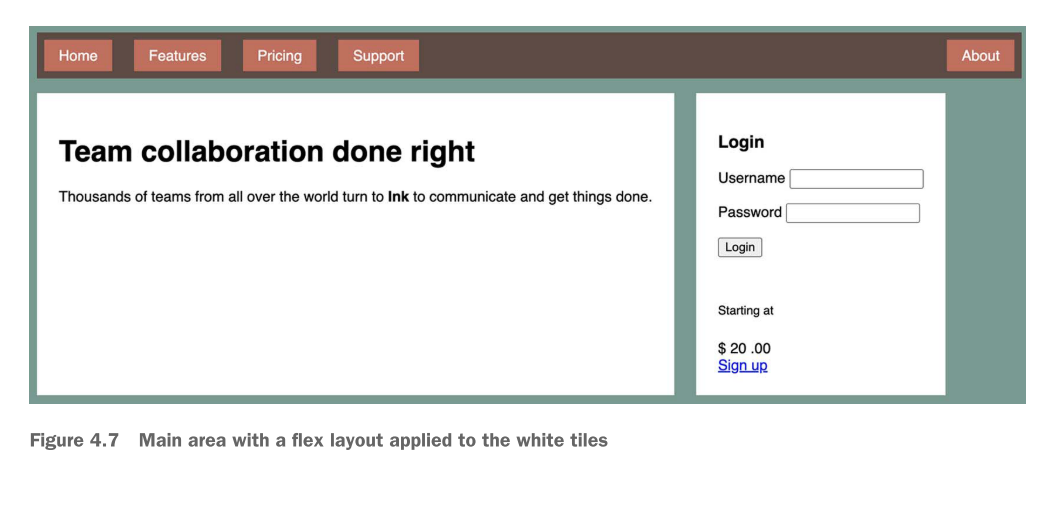 Home Features Pricing Support About
Team collaboration done right
Thousands of teams from all over the world turn to Ink to communicate and get things done.
Login
Username
Password
Login
Starting at
$ 20 .00
Sign up
Figure 4.7 Main area with a flex layout applied to the white tiles